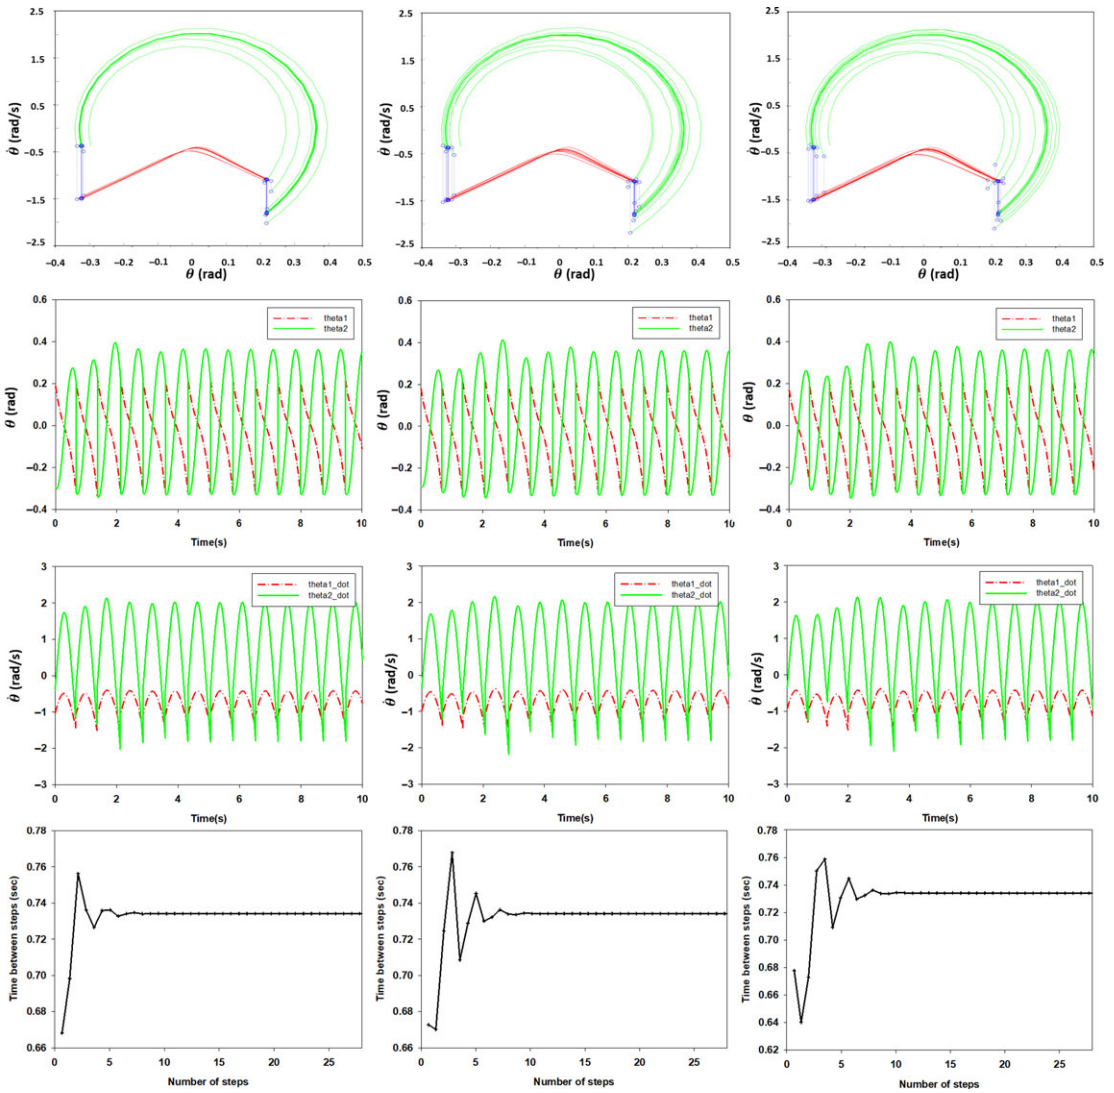 2.5 2.5 2.5
1.5 1.5 1.5
0.5 0.5 0.5
θ̇ (rad/s) θ̇ (rad/s) θ̇ (rad/s)
−0.5 −0.5 −0.5
−1.5 −1.5 −1.5
−2.5 −2.5 −2.5
−0.4 −0.3 −0.2 −0.1 0 0.1 0.2 0.3 0.4 0.5
−0.4 −0.3 −0.2 −0.1 0 0.1 0.2 0.3 0.4 0.5
−0.4 −0.3 −0.2 −0.1 0 0.1 0.2 0.3 0.4 0.5
θ (rad) θ (rad) θ (rad)
0.6 0.6 0.6
theta1 theta1 theta1
theta2 theta2 theta2
0.4 0.4 0.4
0.2 0.2 0.2
θ (rad) θ (rad) θ (rad)
0.0 0.0 0.0
−0.2 −0.2 −0.2
−0.4 −0.4 −0.4
0 2 4 6 8 10
0 2 4 6 8 10
0 2 4 6 8 10
Time(s) Time(s) Time(s)
3 3 3
theta1_dot theta1_dot theta1_dot
theta2_dot theta2_dot theta2_dot
2 2 2
1 1 1
θ̇ (rad/s) θ̇ (rad/s) θ̇ (rad/s)
0 0 0
−1 −1 −1
−2 −2 −2
−3 −3 −3
0 2 4 6 8 10
0 2 4 6 8 10
0 2 4 6 8 10
Time(s) Time(s) Time(s)
0.78 0.78 0.78
0.76 0.76 0.76
0.74 0.74 0.74
0.72 0.72 0.72
0.70 0.70 0.70
0.68 0.68 0.68
0.66 0.66 0.66
0.64
0.62
Time between steps (sec) Time between steps (sec) Time between steps (sec)
0 5 10 15 20 25
0 5 10 15 20 25
0 5 10 15 20 25
Number of steps Number of steps Number of steps